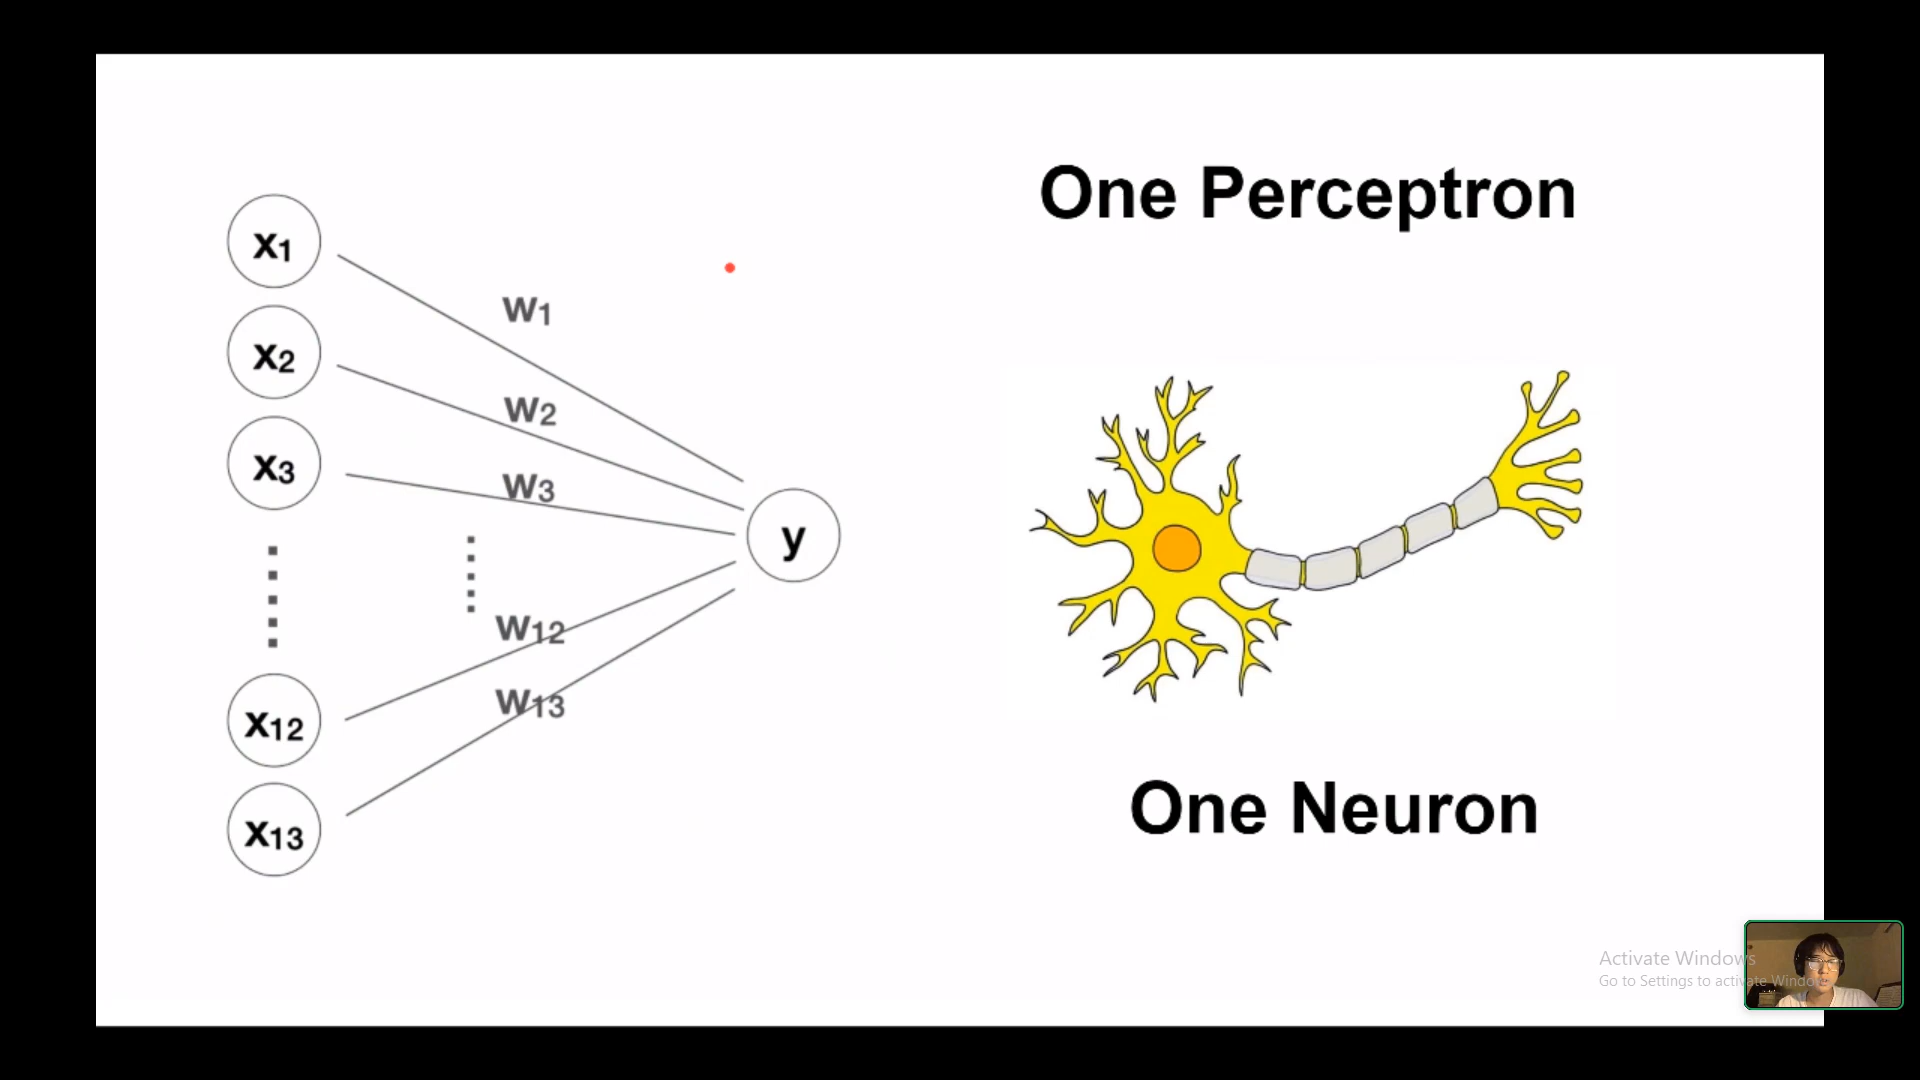 One Perceptron
x1
w1
x2
w2
x3
w3
y
w12
x12
w13
x13
One Neuron
Activate Windows
Go to Settings to activate Windows